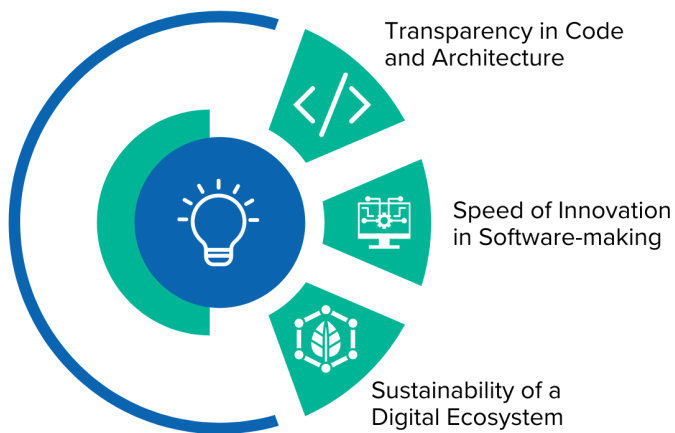 Transparency in Code
and Architecture
Speed of Innovation
in Software-making
Sustainability of a
Digital Ecosystem